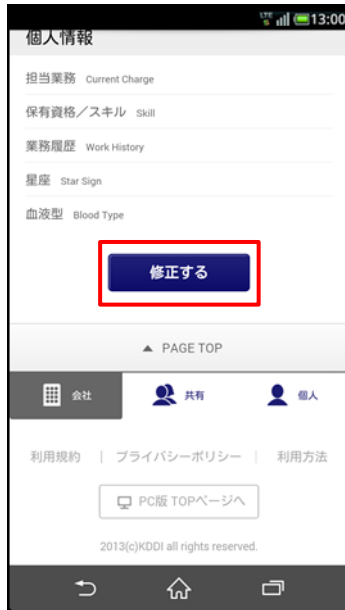 LTE 13:00
個人情報
担当業務 Current Charge
保有資格／スキル Skill
業務履歴 Work History
星座 Star Sign
血液型 Blood Type
修正する
▲ PAGE TOP
会社 共有 個人
利用規約 | プライバシーポリシー | 利用方法
PC版 TOPページへ
2013(c)KDDI all rights reserved.